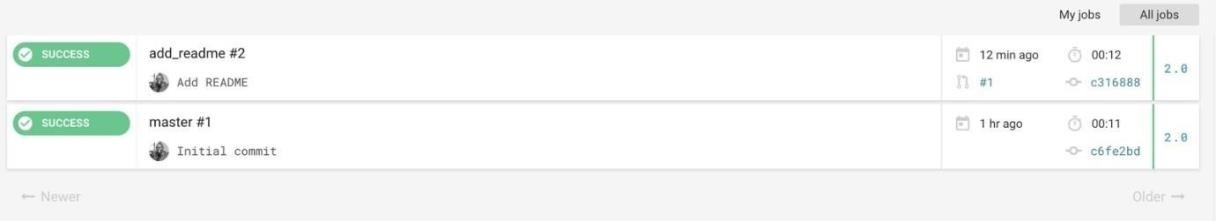 My jobs All jobs
SUCCESS add_readme #2 12 min ago 00:12 2.0
Add README #1 c316888
SUCCESS master #1 1 hr ago 00:11 2.0
Initial commit c6fe2bd
← Newer Older →